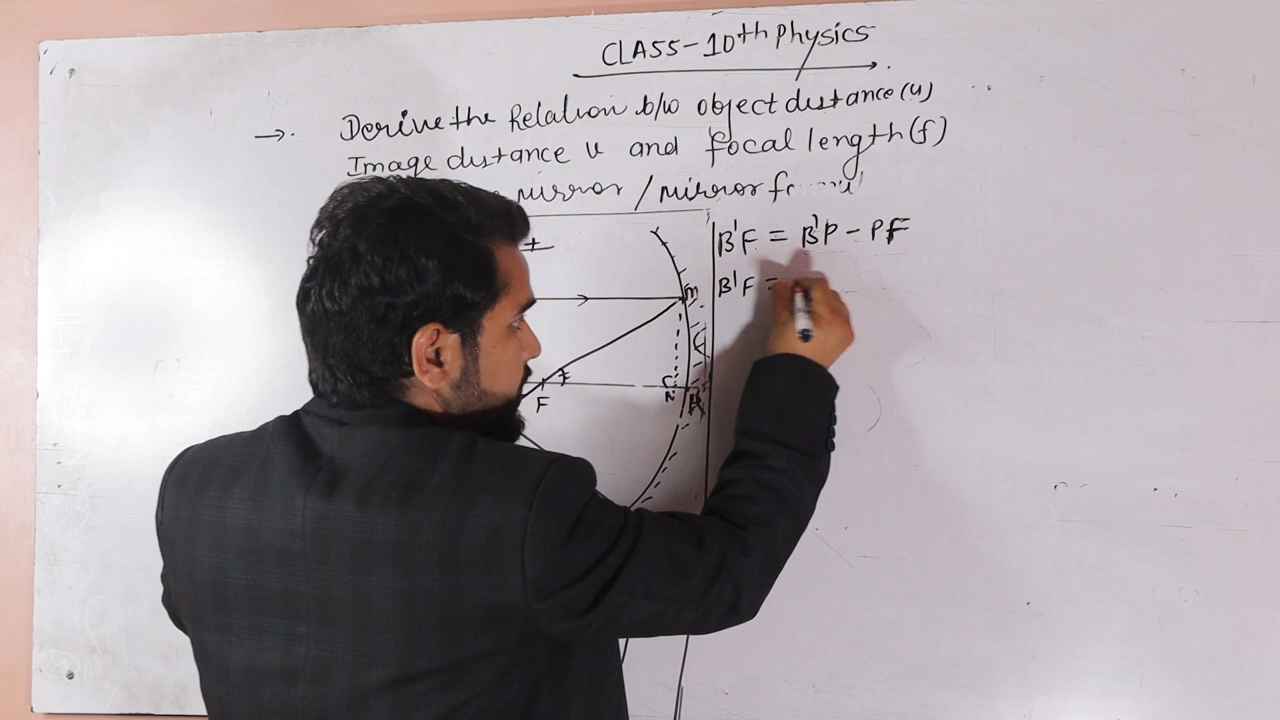 CLASS-10th Physics
→. Derive the Relation b/w object distance (u)
Image distance v and focal length (f)
mirror / mirror
B'F = B'P - PF
B'F =
E
F
N